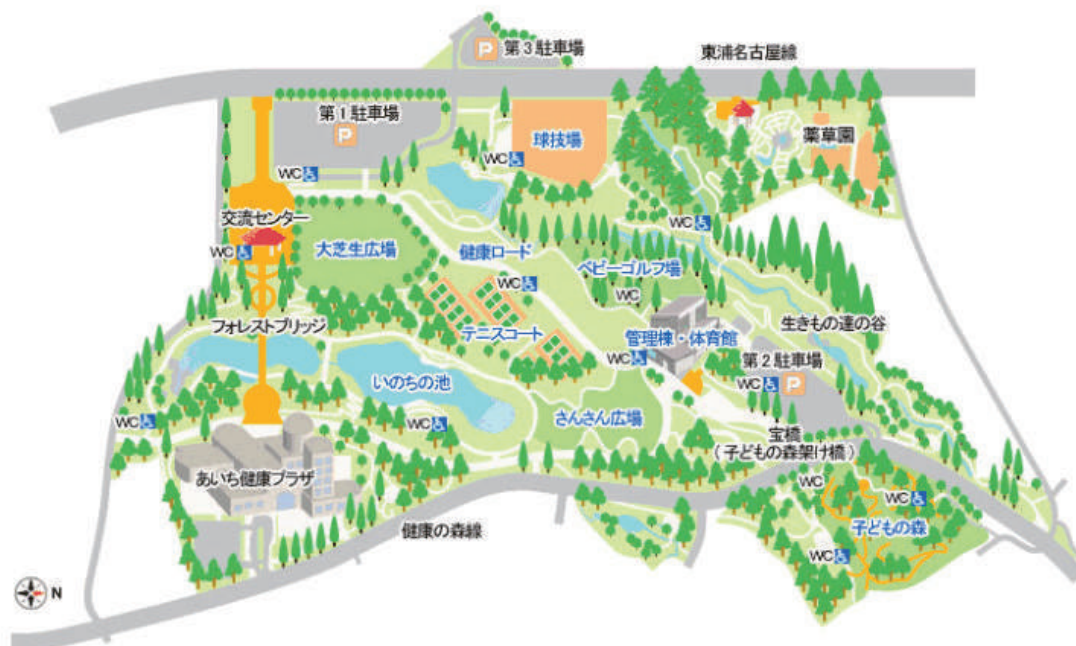 第3駐車場
P
東浦名古屋線
第1駐車場
P
球技場
薬草園
WC
WC
交流センター
WC
WC
大芝生広場
健康ロード
ベビーゴルフ場
WC
WC
フォレストブリッジ
テニスコート
管理棟・体育館
生きもの達の谷
WC
第2駐車場
WC
P
いのちの池
WC
WC
さんさん広場
宝橋
(子どもの森架け橋)
あいち健康プラザ
WC
WC
健康の森線
子どもの森
WC
N